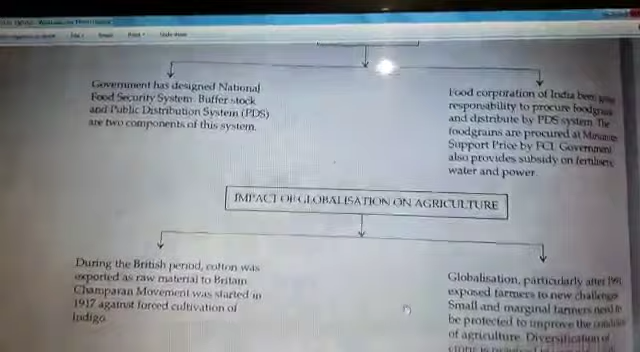 Government has designed National
Food Security System. Buffer stock
and Public Distribution System (PDS)
are two components of this system.
Food corporation of India bears
responsibility to procure foodgrains
and distribute by PDS system. The
foodgrains are procured at Minimum
Support Price by FCI. Government
also provides subsidy on fertilisers
water and power.
IMPACT OF GLOBALISATION ON AGRICULTURE
During the British period, cotton was
exported as raw material to Britain
Champaran Movement was started in
1917 against forced cultivation of
Indigo.
Globalisation, particularly after 1991
exposed farmers to new challenges
Small and marginal farmers need to
be protected to improve the condition
of agriculture. Diversification of